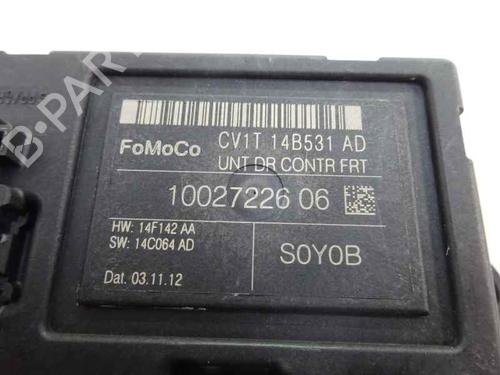 B-PARTS
FoMoCo
CV1T 14B531 AD
UNT DR CONTR FRT
10027226 06
HW: 14F142 AA
SW: 14C064 AD
S0Y0B
Dat. 03.11.12